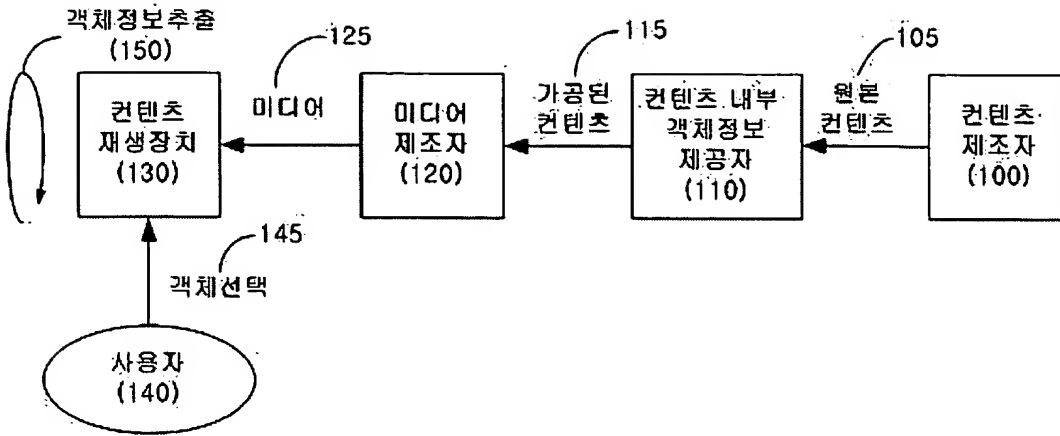 객체정보추출
(150)
컨텐츠
재생장치
(130)
125
미디어
미디어
제조자
(120)
115
가공된
컨텐츠
컨텐츠 내부
객체정보
제공자
(110)
105
원본
컨텐츠
컨텐츠
제조자
(100)
145
객체선택
사용자
(140)